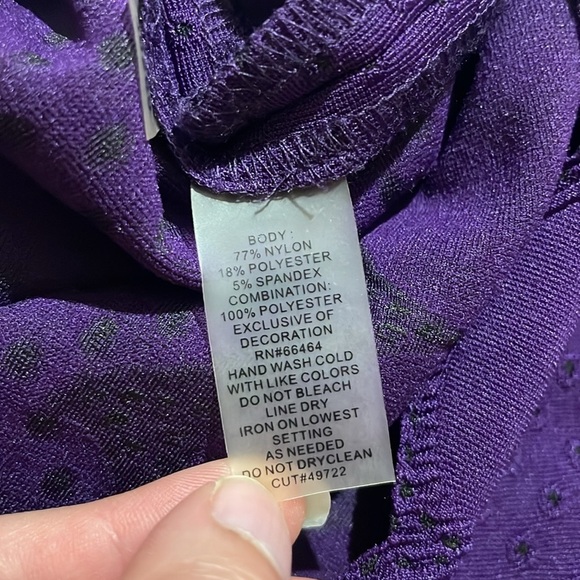 BODY :
77% NYLON
18% POLYESTER
5% SPANDEX
COMBINATION:
100% POLYESTER
EXCLUSIVE OF
DECORATION
RN#66464
HAND WASH COLD
WITH LIKE COLORS
DO NOT BLEACH
LINE DRY
IRON ON LOWEST
SETTING
AS NEEDED
DO NOT DRYCLEAN
CUT#49722